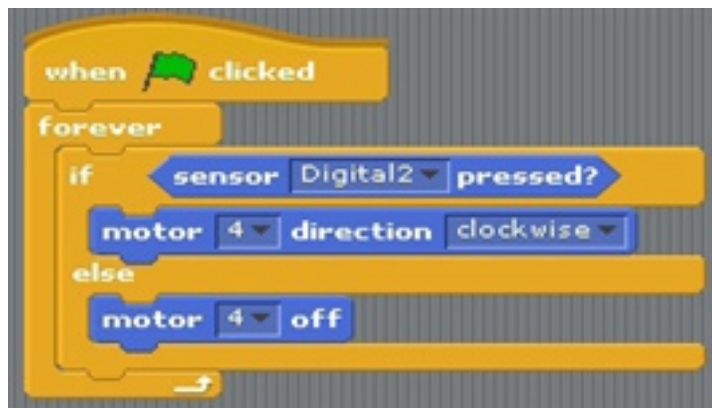 when clicked
forever
if sensor Digital2 pressed?
motor 4 direction clockwise
else
motor 4 off